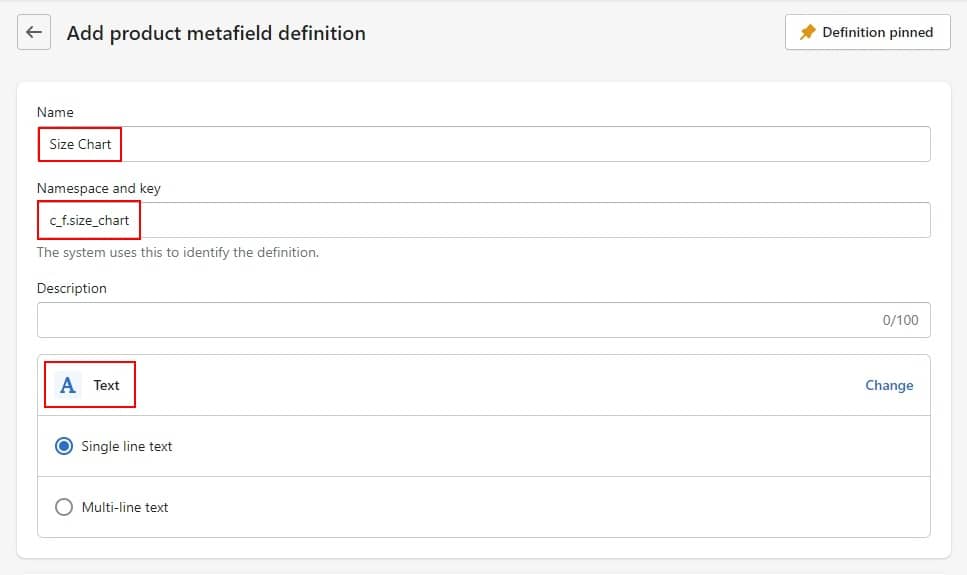 Add product metafield definition
Definition pinned
Name
Size Chart
Namespace and key
c_f.size_chart
The system uses this to identify the definition.
Description
0/100
A Text
Change
Single line text
Multi-line text